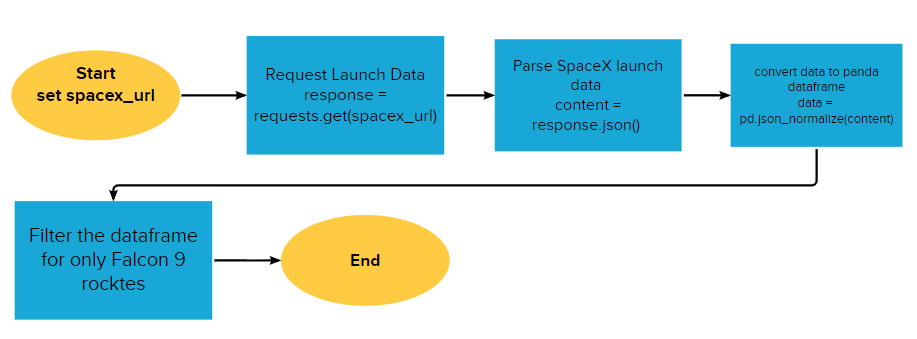 Start
set spacex_url
Request Launch Data
response =
requests.get(spacex_url)
Parse SpaceX launch
data
content =
response.json()
convert data to panda
dataframe
data =
pd.json_normalize(content)
Filter the dataframe
for only Falcon 9
rocktes
End